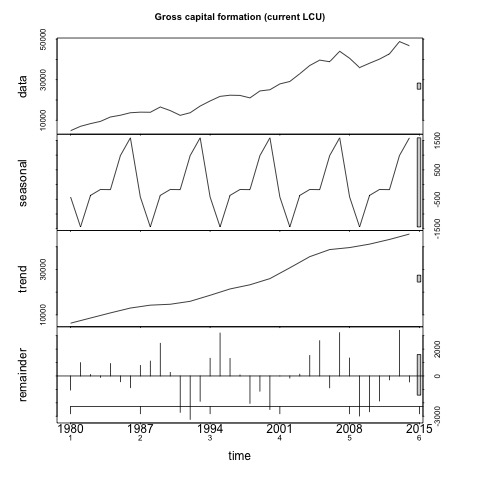 Gross capital formation (current LCU)
data
10000 30000 50000
seasonal
-1500 -500 500 1500
trend
10000 30000
remainder
-3000 0 2000
1980 1987 1994 2001 2008 2015
1 2 3 4 5 6
time